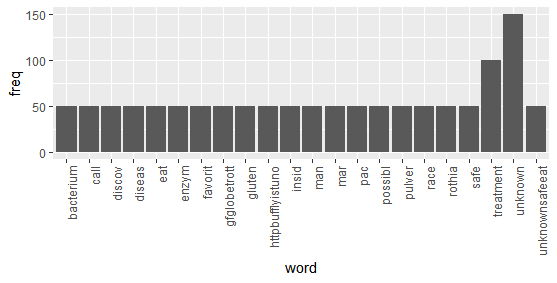 150
100
50
0
freq
bacterium
call
discov
diseas
eat
enzym
favorit
gfglobetrott
gluten
httpbufflyistuno
insid
man
mar
pac
possibl
pulver
race
rothia
safe
treatment
unknown
unknownsafeeat
word